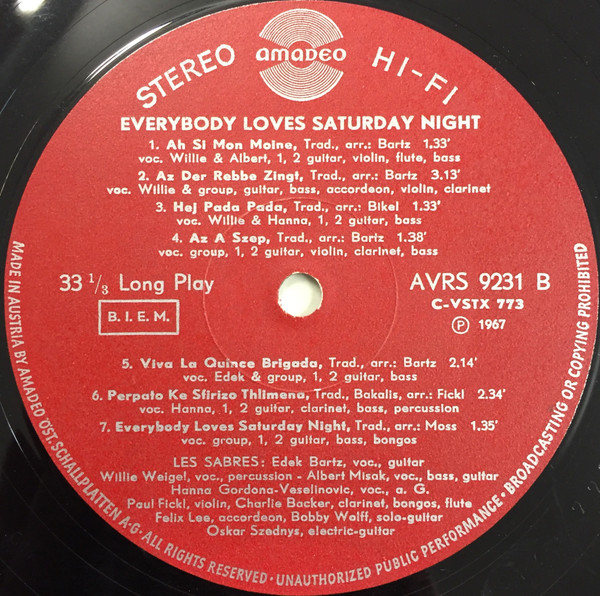 STEREO
AMADEO
HI-FI
EVERYBODY LOVES SATURDAY NIGHT
1. Ah Si Mon Moine, Trad., arr.: Bartz 1.33'
voc. Willie & Albert, 1, 2 guitar, violin, flute, bass
2. Az Der Rebbe Zingt, Trad., arr.: Bartz 3.13'
voc. Willie & group, guitar, bass, accordeon, violin, clarinet
3. Hej Pada Pada, Trad., arr.: Bikel 1.33'
voc. Willie & Hanna, 1, 2 guitar, bass
4. Az A Szep, Trad., arr.: Bartz 1.38'
voc. group, 1, 2 guitar, violin, clarinet, bass
33 1/3 Long Play
B. I. E. M.
AVRS 9231 B
C-VSTX 773
Ⓟ 1967
5. Viva La Quince Brigada, Trad., arr.: Bartz 2.14'
voc. Edek & group, 1, 2 guitar, bass
6. Perpato Ke Sfirizo Thlimena, Trad., Bakalis, arr.: Fickl 2.34'
voc. Hanna, 1, 2 guitar, clarinet, bass, percussion
7. Everybody Loves Saturday Night, Trad., arr.: Moss 1.35'
voc. group, 1, 2 guitar, bass, bongos
LES SABRES: Edek Bartz, voc., guitar
Willie Weigel, voc., percussion - Albert Misak, voc., bass, guitar
Hanna Gordona-Veselinovic, voc., a. G.
Paul Fickl, violin, Charlie Backer, clarinet, bongos, flute
Felix Lee, accordeon, Bobby Wolff, solo-guitar
Oskar Szednys, electric-guitar
MADE IN AUSTRIA BY AMADEO ÖST. SCHALLPLATTEN A-G · ALL RIGHTS RESERVED · UNAUTHORIZED PUBLIC PERFORMANCE · BROADCASTING OR COPYING PROHIBITED